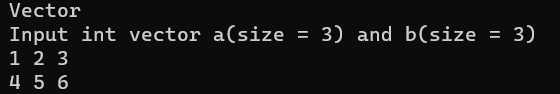 Vector
Input int vector a(size = 3) and b(size = 3)
1 2 3
4 5 6